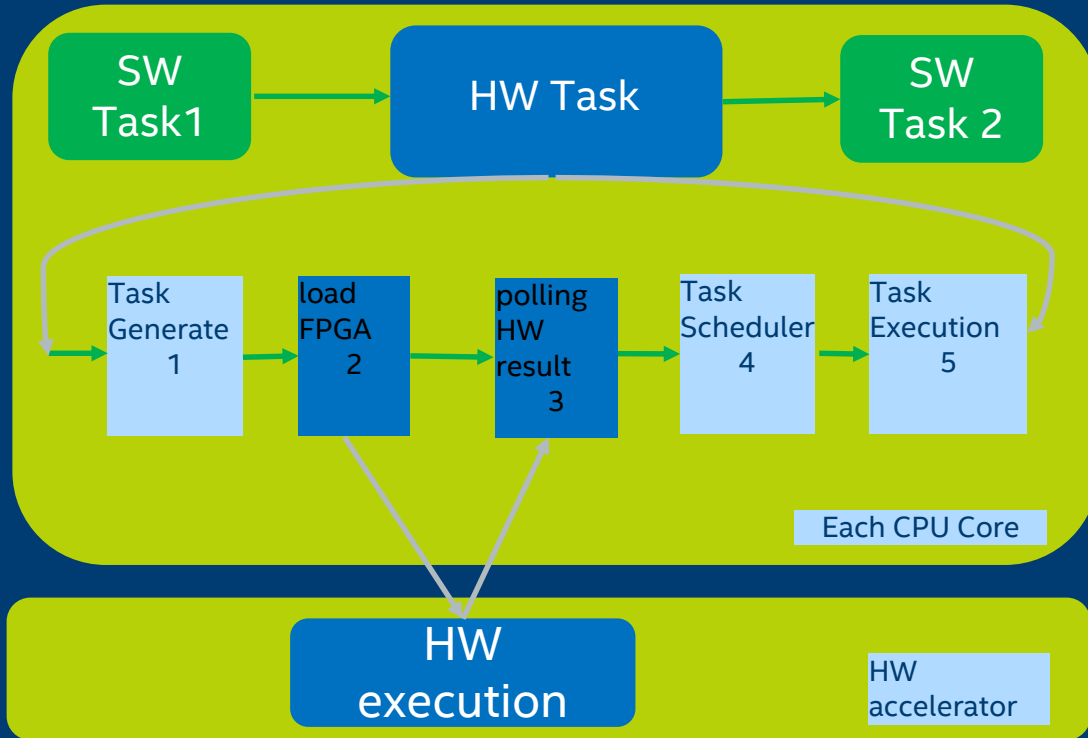 SW
Task1
HW Task
SW
Task 2
Task
Generate
1
load
FPGA
2
polling
HW
result
3
Task
Scheduler
4
Task
Execution
5
Each CPU Core
HW
execution
HW
accelerator